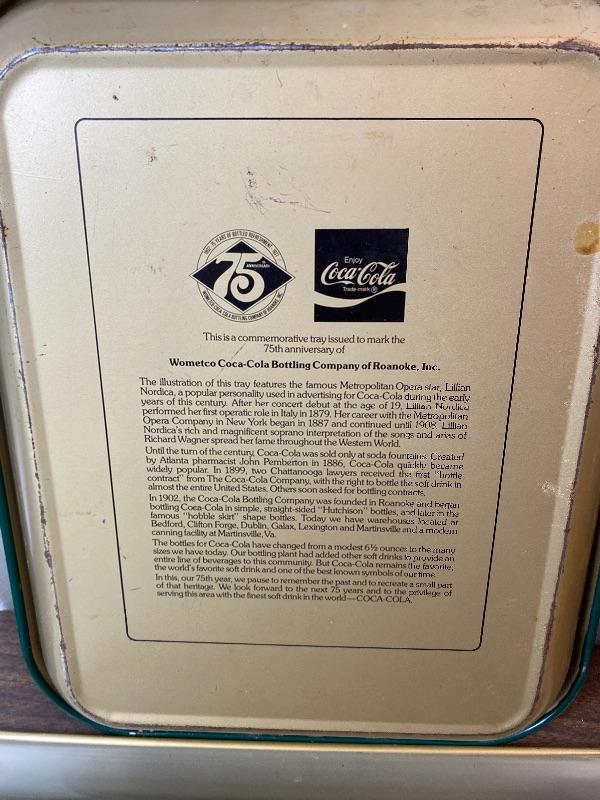 1902 75 YEARS OF BOTTLED REFRESHMENT 1977
75
TH
ANNIVERSARY
WOMETCO COCA-COLA BOTTLING COMPANY OF ROANOKE, INC.
Enjoy
Coca-Cola
Trade-mark ®
This is a commemorative tray issued to mark the
75th anniversary of
Wometco Coca-Cola Bottling Company of Roanoke, Inc.
The illustration of this tray features the famous Metropolitan Opera star, Lillian
Nordica, a popular personality used in advertising for Coca-Cola during the early
years of this century. After her concert debut at the age of 19, Lillian Nordica
performed her first operatic role in Italy in 1879. Her career with the Metropolitan
Opera Company in New York began in 1887 and continued until 1908. Lillian
Nordica's rich and magnificent soprano interpretation of the songs and arias of
Richard Wagner spread her fame throughout the Western World.
Until the turn of the century, Coca-Cola was sold only at soda fountains. Created
by Atlanta pharmacist John Pemberton in 1886, Coca-Cola quickly became
widely popular. In 1899, two Chattanooga lawyers received the first "bottle
contract" from The Coca-Cola Company, with the right to bottle the soft drink in
almost the entire United States. Others soon asked for bottling contracts.
In 1902, the Coca-Cola Bottling Company was founded in Roanoke and began
bottling Coca-Cola in simple, straight-sided "Hutchison" bottles, and later in the
famous "hobble skirt" shape bottles. Today we have warehouses located at
Bedford, Clifton Forge, Dublin, Galax, Lexington and Martinsville and a modern
canning facility at Martinsville, Va.
The bottles for Coca-Cola have changed from a modest 6½ ounces to the many
sizes we have today. Our bottling plant had added other soft drinks to provide an
entire line of beverages to this community. But Coca-Cola remains the favorite,
the world's favorite soft drink and one of the best known symbols of our time.
In this, our 75th year, we pause to remember the past and to recreate a small part
of that heritage. We look forward to the next 75 years and to the privilege of
serving this area with the finest soft drink in the world—COCA-COLA.